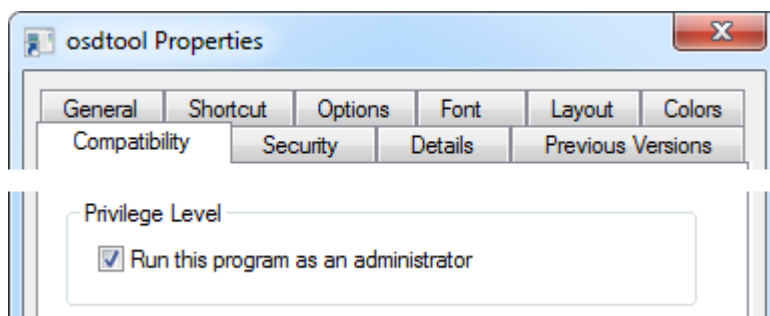 osdtool Properties
General Shortcut Options Font Layout Colors
Compatibility Security Details Previous Versions
Privilege Level
Run this program as an administrator